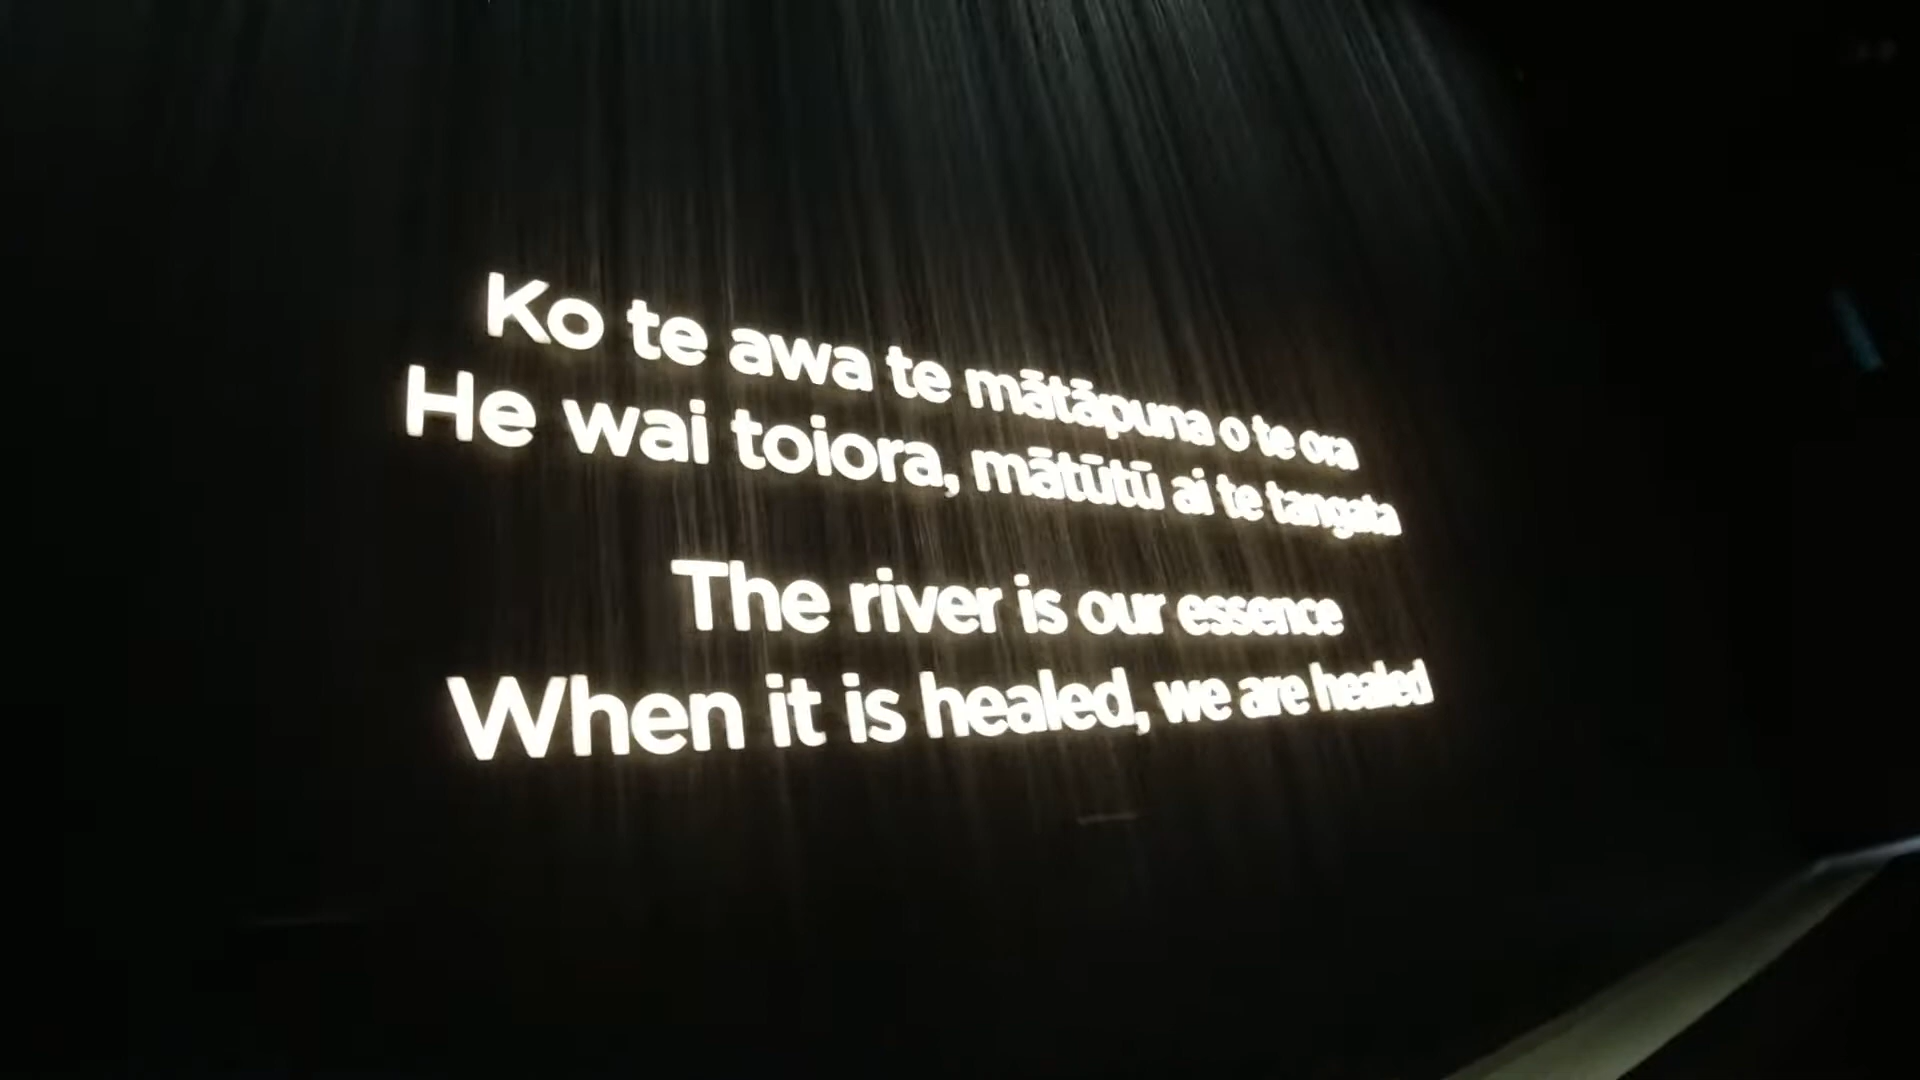 Ko te awa te mātāpuna o te ora
He wai toiora, mātūtū ai te tangata
The river is our essence
When it is healed, we are healed